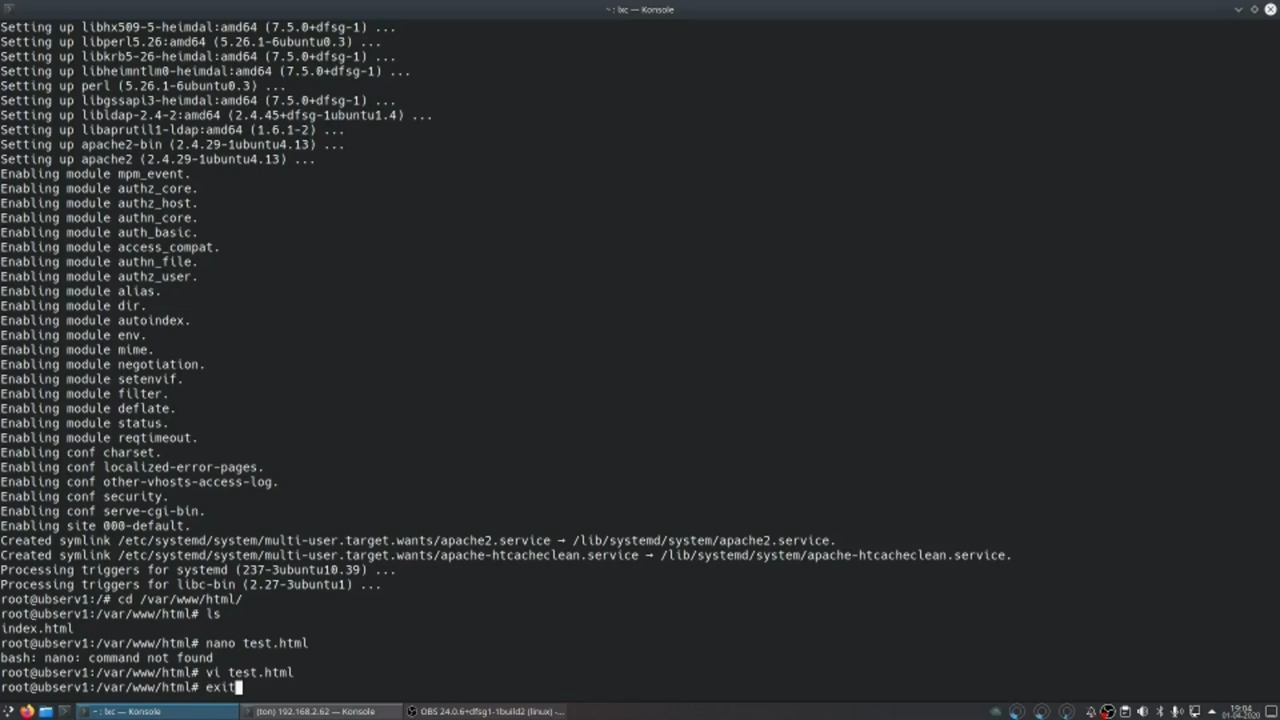 ~ : lxc — Konsole
Setting up libhx509-5-heimdal:amd64 (7.5.0+dfsg-1) ...
Setting up libperl5.26:amd64 (5.26.1-6ubuntu0.3) ...
Setting up libkrb5-26-heimdal:amd64 (7.5.0+dfsg-1) ...
Setting up libheimntlm0-heimdal:amd64 (7.5.0+dfsg-1) ...
Setting up perl (5.26.1-6ubuntu0.3) ...
Setting up libgssapi3-heimdal:amd64 (7.5.0+dfsg-1) ...
Setting up libldap-2.4-2:amd64 (2.4.45+dfsg-1ubuntu1.4) ...
Setting up libaprutil1-ldap:amd64 (1.6.1-2) ...
Setting up apache2-bin (2.4.29-1ubuntu4.13) ...
Setting up apache2 (2.4.29-1ubuntu4.13) ...
Enabling module mpm_event.
Enabling module authz_core.
Enabling module authz_host.
Enabling module authn_core.
Enabling module auth_basic.
Enabling module access_compat.
Enabling module authn_file.
Enabling module authz_user.
Enabling module alias.
Enabling module dir.
Enabling module autoindex.
Enabling module env.
Enabling module mime.
Enabling module negotiation.
Enabling module setenvif.
Enabling module filter.
Enabling module deflate.
Enabling module status.
Enabling module reqtimeout.
Enabling conf charset.
Enabling conf localized-error-pages.
Enabling conf other-vhosts-access-log.
Enabling conf security.
Enabling conf serve-cgi-bin.
Enabling site 000-default.
Created symlink /etc/systemd/system/multi-user.target.wants/apache2.service → /lib/systemd/system/apache2.service.
Created symlink /etc/systemd/system/multi-user.target.wants/apache-htcacheclean.service → /lib/systemd/system/apache-htcacheclean.service.
Processing triggers for systemd (237-3ubuntu10.39) ...
Processing triggers for libc-bin (2.27-3ubuntu1) ...
root@ubserv1:/# cd /var/www/html/
root@ubserv1:/var/www/html# ls
index.html
root@ubserv1:/var/www/html# nano test.html
bash: nano: command not found
root@ubserv1:/var/www/html# vi test.html
root@ubserv1:/var/www/html# exit
~ : lxc — Konsole
(ton) 192.168.2.62 — Konsole
OBS 24.0.6+dfsg1-1build2 (linux) -...
19:04
01-04-2020